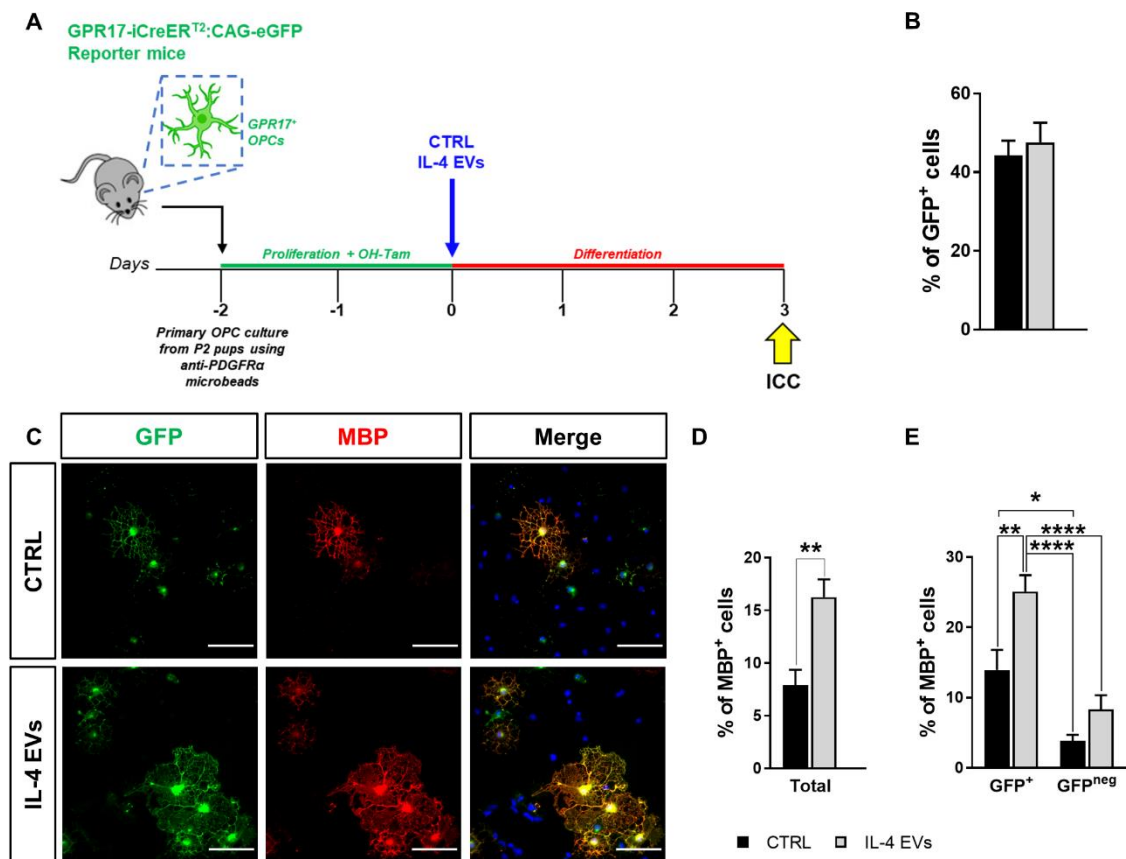 A
GPR17-iCreERT2:CAG-eGFP
Reporter mice
GPR17+
OPCs
CTRL
IL-4 EVs
Proliferation + OH-Tam
Differentiation
Days
-2
-1
0
1
2
3
Primary OPC culture
from P2 pups using
anti-PDGFRα
microbeads
ICC
B
% of GFP+ cells
60
40
20
0
C
GFP
MBP
Merge
CTRL
IL-4 EVs
D
% of MBP+ cells
20
15
10
5
0
**
Total
E
% of MBP+ cells
30
20
10
0
*
**
****
****
GFP+
GFPneg
CTRL
IL-4 EVs